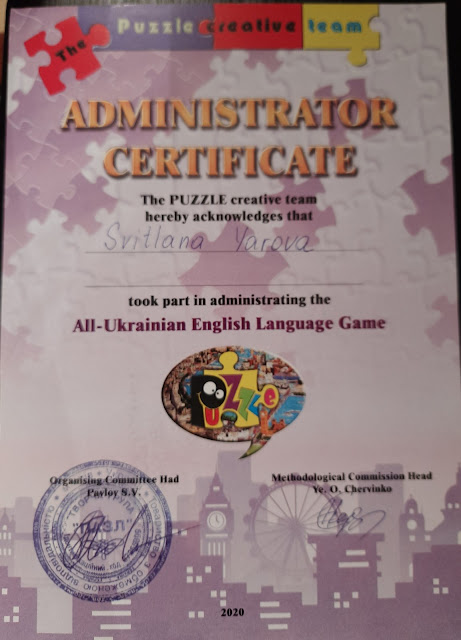 The Puzzle creative team
ADMINISTRATOR
CERTIFICATE
The PUZZLE creative team
hereby acknowledges that
Svitlana Yarova
took part in administrating the
All-Ukrainian English Language Game
PUZZLE
Organising Committee Had
Pavlov S.V.
Methodological Commission Head
Ye. O. Chervinko
"ПАЗЛ"
2020